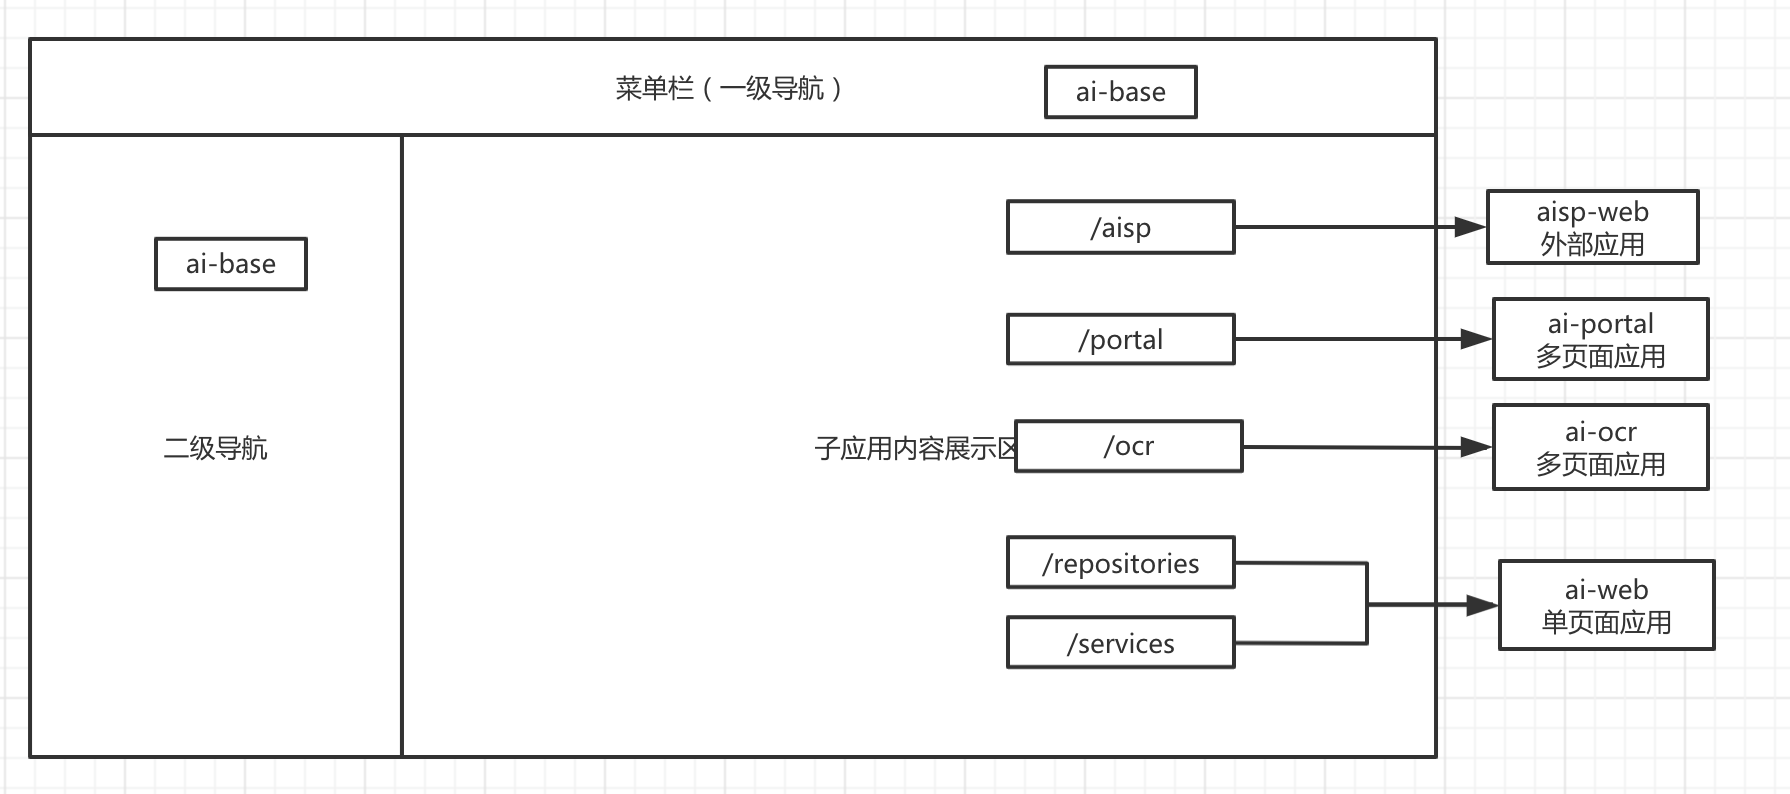 菜单栏（一级导航）
ai-base
ai-base
二级导航
子应用内容展示区
/aisp
/portal
/ocr
/repositories
/services
aisp-web
外部应用
ai-portal
多页面应用
ai-ocr
多页面应用
ai-web
单页面应用